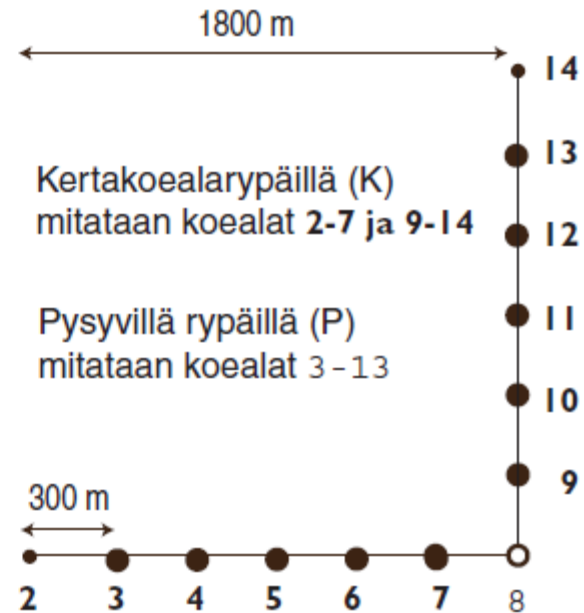 1800 m
14
13
Kertakoealarypäillä (K)
mitataan koealat 2-7 ja 9-14
12
Pysyvillä rypäillä (P)
mitataan koealat 3-13
11
10
9
300 m
2 3 4 5 6 7 8